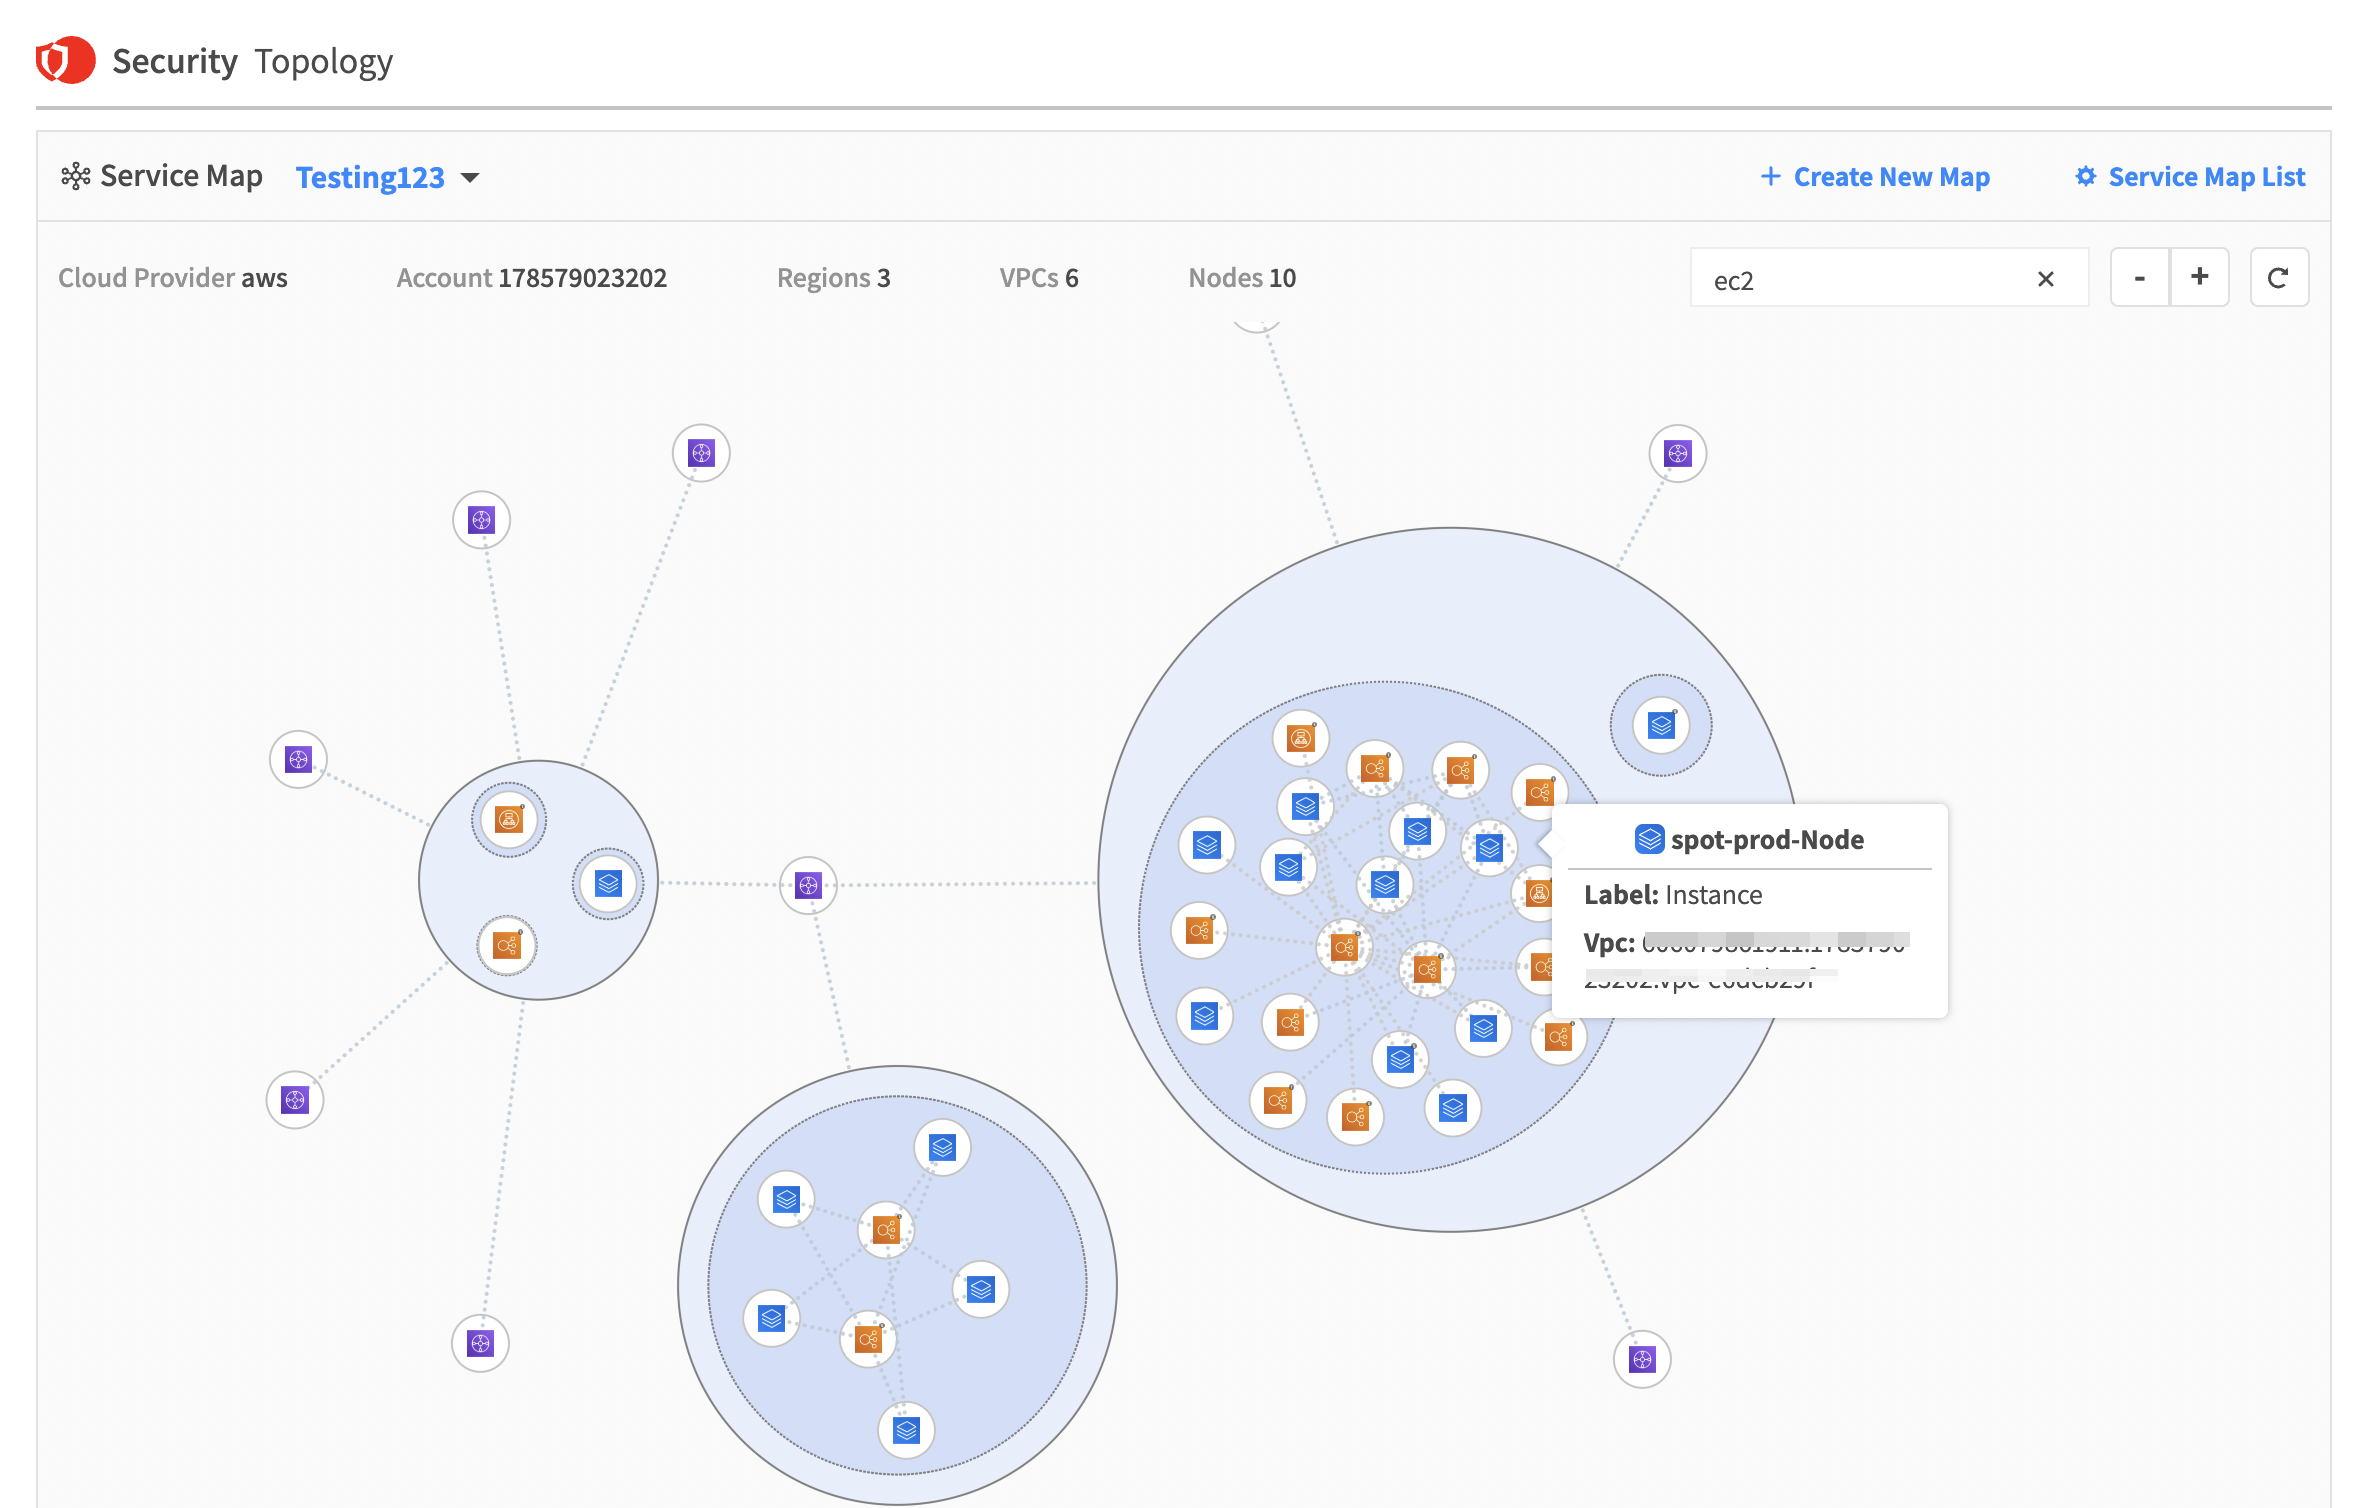 Security Topology
Service Map Testing123
+ Create New Map
Service Map List
Cloud Provider aws
Account 178579023202
Regions 3
VPCs 6
Nodes 10
ec2
-
+
spot-prod-Node
Label: Instance
Vpc: